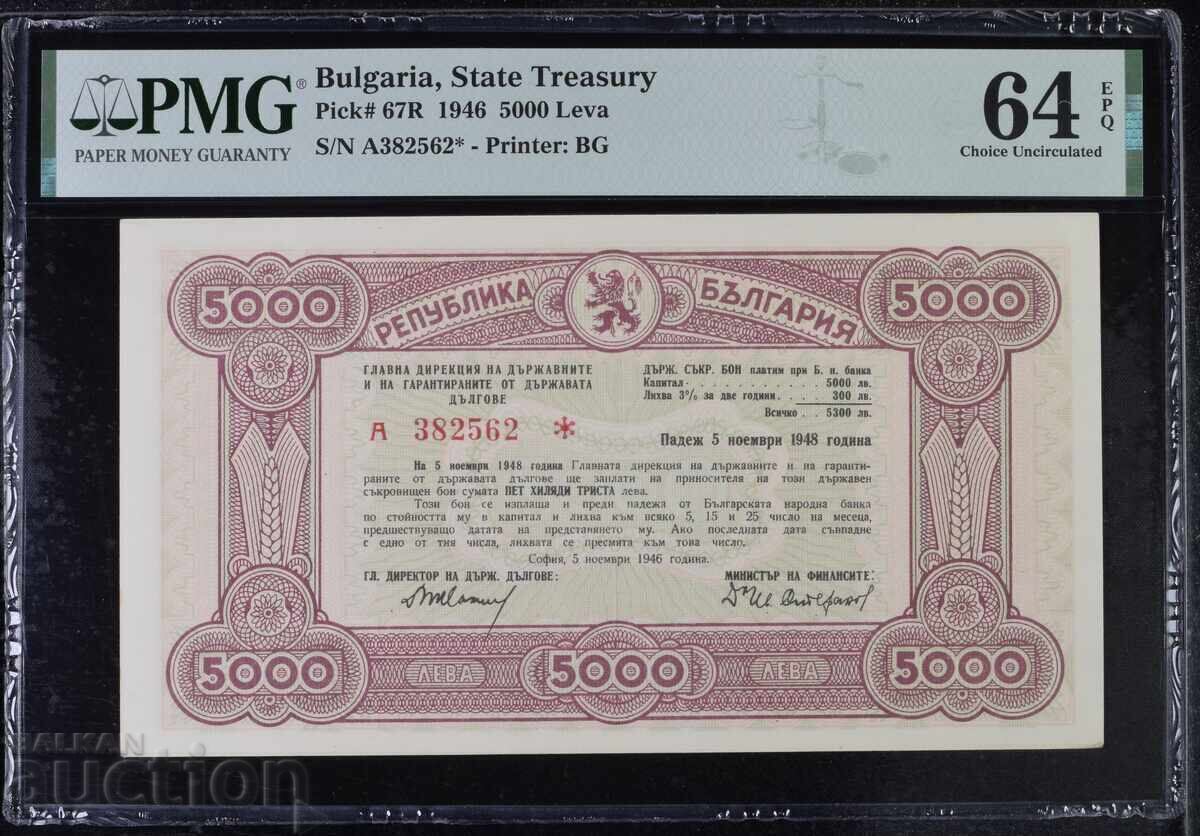 PMG®
PAPER MONEY GUARANTY
Bulgaria, State Treasury
Pick# 67R 1946 5000 Leva
S/N A382562* - Printer: BG
64 EPQ
Choice Uncirculated
5000
РЕПУБЛИКА БЪЛГАРИЯ
5000
ГЛАВНА ДИРЕКЦИЯ НА ДЪРЖАВНИТЕ
И НА ГАРАНТИРАНИТЕ ОТ ДЪРЖАВАТА
ДЪЛГОВЕ
А 382562 *
ДЪРЖ. СЪКР. БОН платим при Б. н. банка
Капитал . . . . . . . . . . . 5000 лв.
Лихва 3% за две години . . . . 300 лв.
Всичко . . 5300 лв.
Падеж 5 ноември 1948 година
На 5 ноември 1948 година Главната дирекция на държавните и на гаранти-
раните от държавата дългове ще заплати на приносителя на този държавен
съкровищен бон сумата ПЕТ ХИЛЯДИ ТРИСТА лева.
Този бон се изплаща и преди падежа от Българската народна банка
по стойността му в капитал и лихва към всяко 5, 15 и 25 число на месеца,
предшествуващо датата на представянето му. Ако последната дата съвпадне
с едно от тия числа, лихвата се пресмята към това число.
София, 5 ноември 1946 година.
ГЛ. ДИРЕКТОР НА ДЪРЖ. ДЪЛГОВЕ:
МИНИСТЪР НА ФИНАНСИТЕ:
5000
ЛЕВА
5000
ЛЕВА
5000
BALKAN
auction